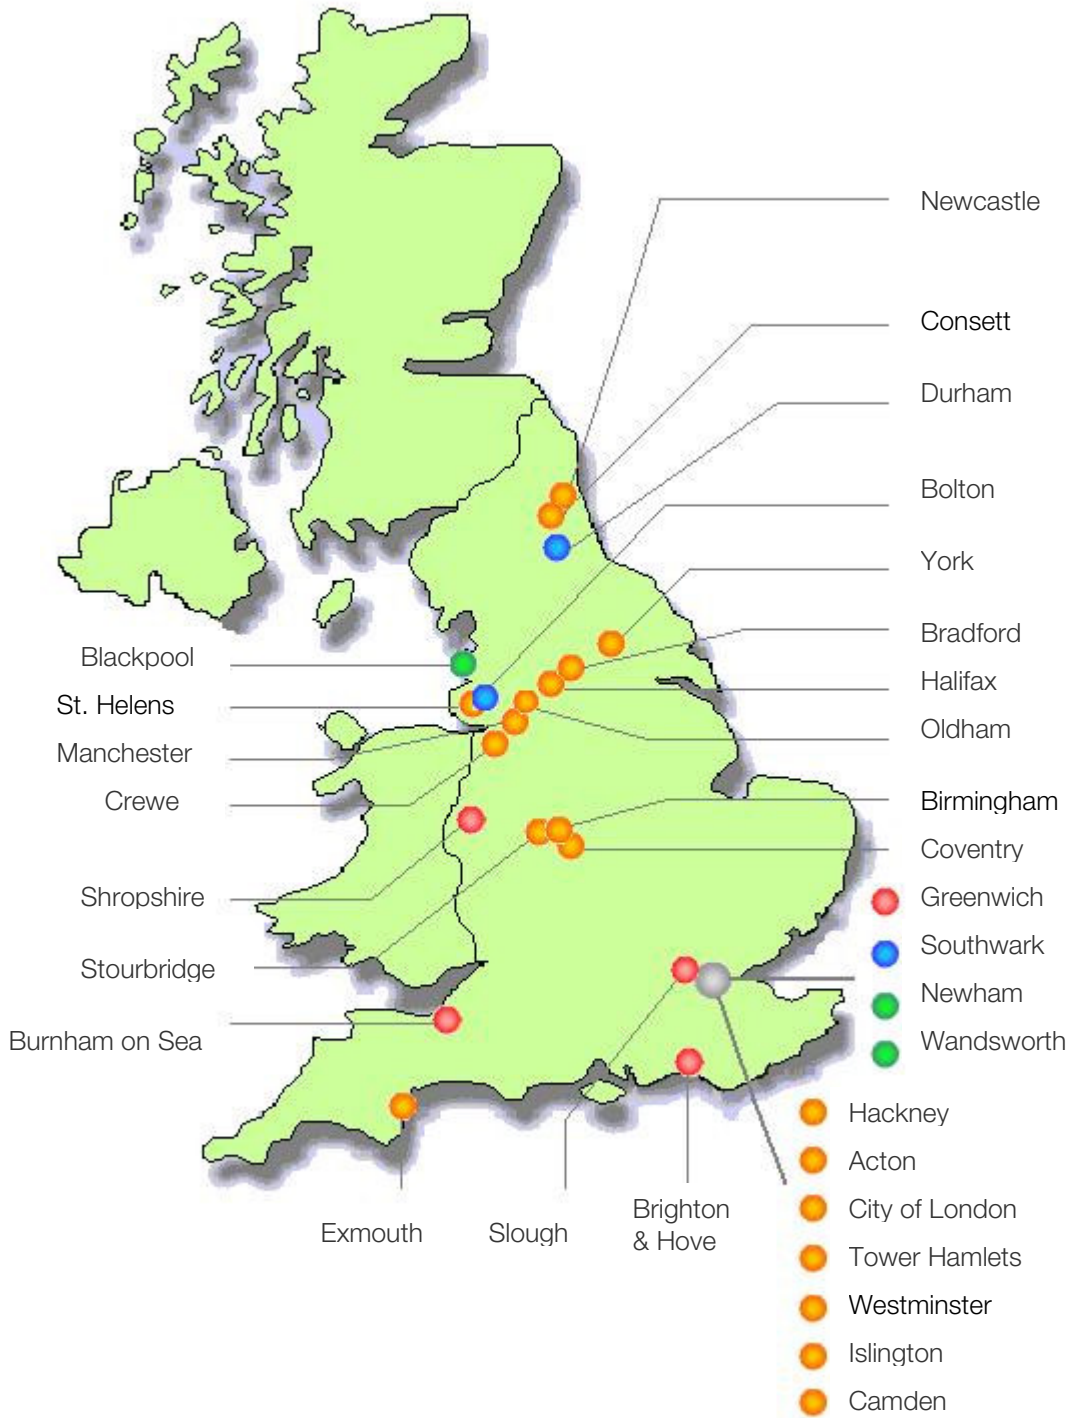 Newcastle
Consett
Durham
Bolton
York
Blackpool
Bradford
St. Helens
Halifax
Manchester
Oldham
Crewe
Birmingham
Coventry
Shropshire
Greenwich
Stourbridge
Southwark
Newham
Burnham on Sea
Wandsworth
Hackney
Acton
Exmouth
Slough
Brighton
& Hove
City of London
Tower Hamlets
Westminster
Islington
Camden